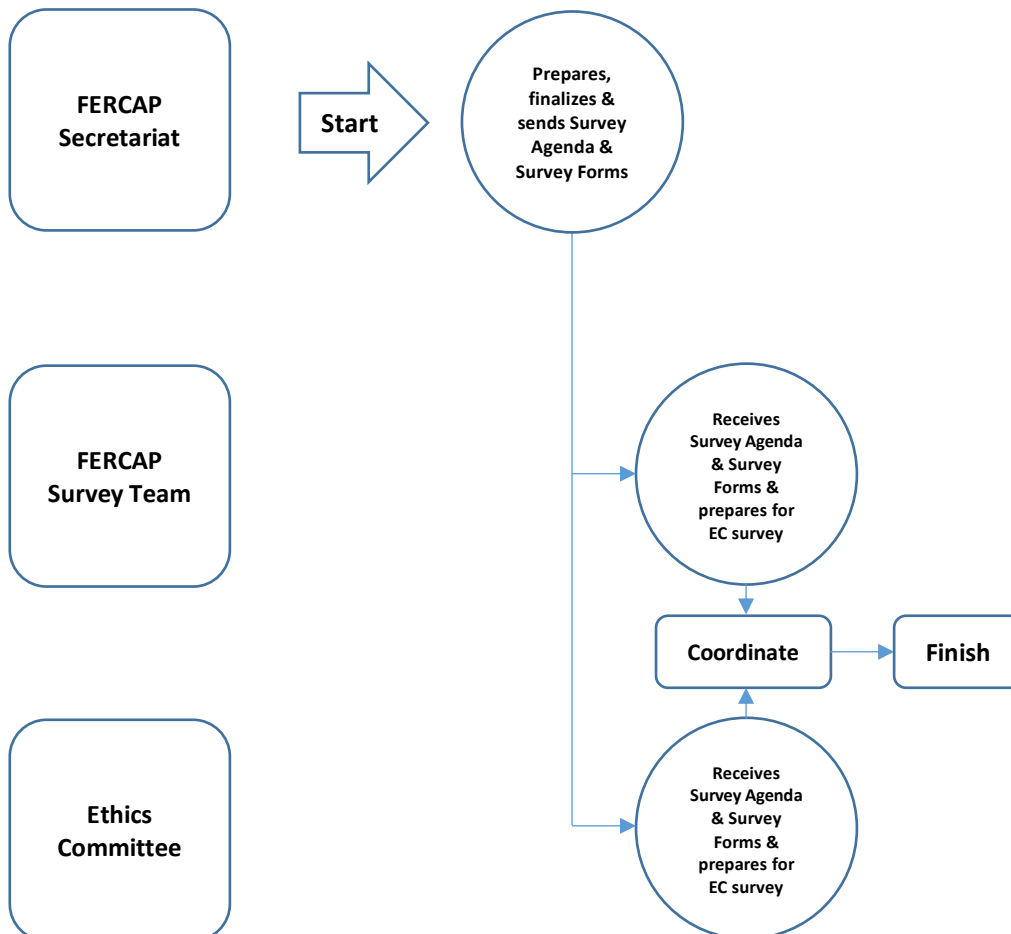 FERCAP
Secretariat
Start
Prepares,
finalizes &
sends Survey
Agenda &
Survey Forms
FERCAP
Survey Team
Receives
Survey Agenda
& Survey
Forms &
prepares for
EC survey
Coordinate
Finish
Ethics
Committee
Receives
Survey Agenda
& Survey
Forms &
prepares for
EC survey